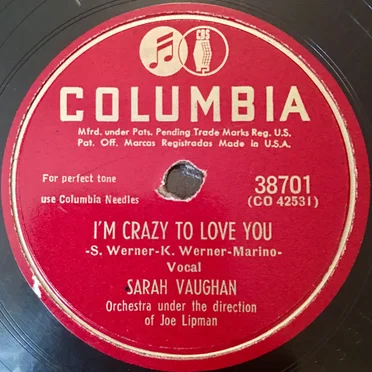 CBS
COLUMBIA
Mfrd. under Pats. Pending Trade Marks Reg. U.S.
Pat. Off. Marcas Registradas Made in U.S.A.
For perfect tone
use Columbia Needles
38701
(CO 42531)
I'M CRAZY TO LOVE YOU
-S. Werner-K. Werner-Marino-
Vocal
SARAH VAUGHAN
Orchestra under the direction
of Joe Lipman